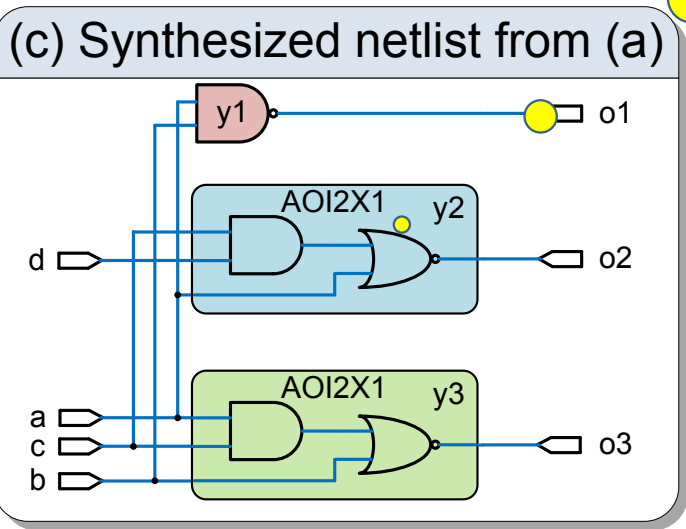 (c) Synthesized netlist from (a)
y1
o1
AOI2X1
y2
d
o2
AOI2X1
y3
a
c
o3
b